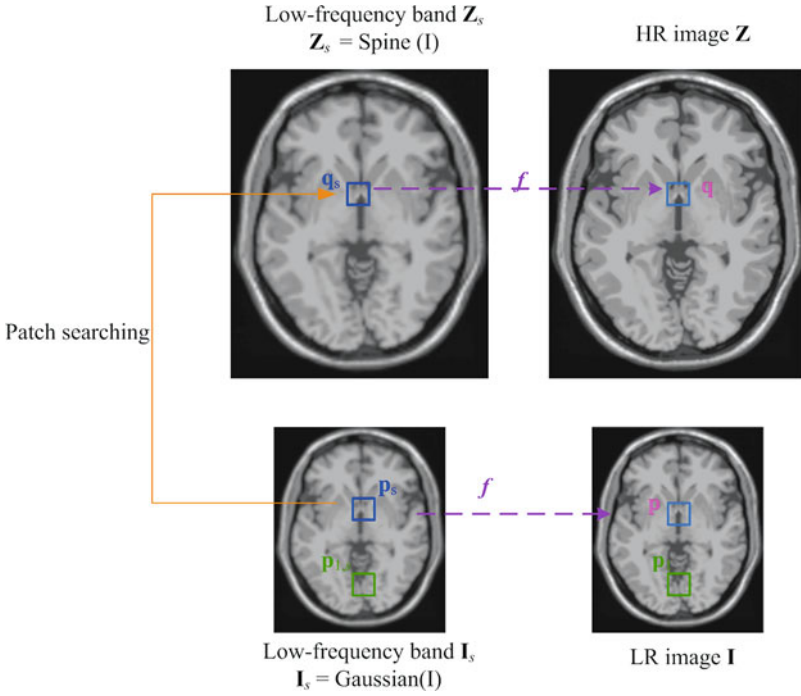 Low-frequency band Zs
Zs = Spine (I)
HR image Z
qs
f
q
Patch searching
ps
f
p
p1,s
p
Low-frequency band Is
Is = Gaussian(I)
LR image I